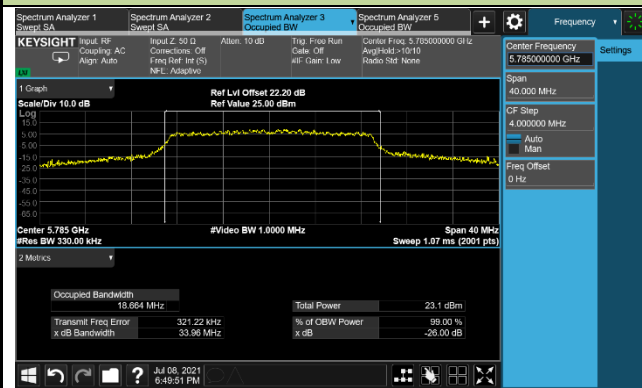 Spectrum Analyzer 1
Swept SA
Spectrum Analyzer 2
Swept SA
Spectrum Analyzer 3
Occupied BW
Spectrum Analyzer 5
Occupied BW
+
Frequency
KEYSIGHT
Input: RF
Coupling: AC
Align: Auto
Input Z: 50 Ω
Corrections: Off
Freq Ref: Int (S)
NFE: Adaptive
Atten: 10 dB
Trig: Free Run
Gate: Off
#IF Gain: Low
Center Freq: 5.785000000 GHz
Avg|Hold:>10/10
Radio Std: None
Center Frequency
5.785000000 GHz
Settings
Span
40.000 MHz
CF Step
4.000000 MHz
Auto
Man
Freq Offset
0 Hz
1 Graph
Scale/Div 10.0 dB
Ref Lvl Offset 22.20 dB
Ref Value 25.00 dBm
Log
15.0
5.00
-5.00
-15.0
-25.0
-35.0
-45.0
-55.0
-65.0
Center 5.785 GHz
#Res BW 330.00 kHz
#Video BW 1.0000 MHz
Span 40 MHz
Sweep 1.07 ms (2001 pts)
2 Metrics
Occupied Bandwidth
18.664 MHz
Total Power
23.1 dBm
Transmit Freq Error
321.22 kHz
% of OBW Power
99.00 %
x dB Bandwidth
33.96 MHz
x dB
-26.00 dB
?
Jul 08, 2021
6:49:51 PM